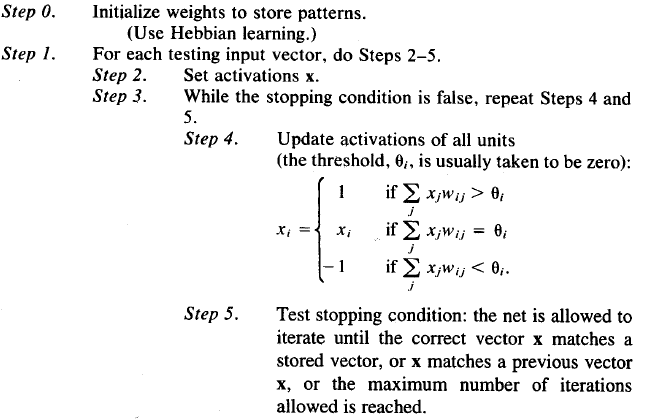 Step 0. Initialize weights to store patterns.
(Use Hebbian learning.)
Step 1. For each testing input vector, do Steps 2–5.
Step 2. Set activations x.
Step 3. While the stopping condition is false, repeat Steps 4 and
5.
Step 4. Update activations of all units
(the threshold, θi, is usually taken to be zero):
1 if ∑j xjwij > θi
xi = { xi if ∑j xjwij = θi
−1 if ∑j xjwij < θi.
Step 5. Test stopping condition: the net is allowed to
iterate until the correct vector x matches a
stored vector, or x matches a previous vector
x, or the maximum number of iterations
allowed is reached.